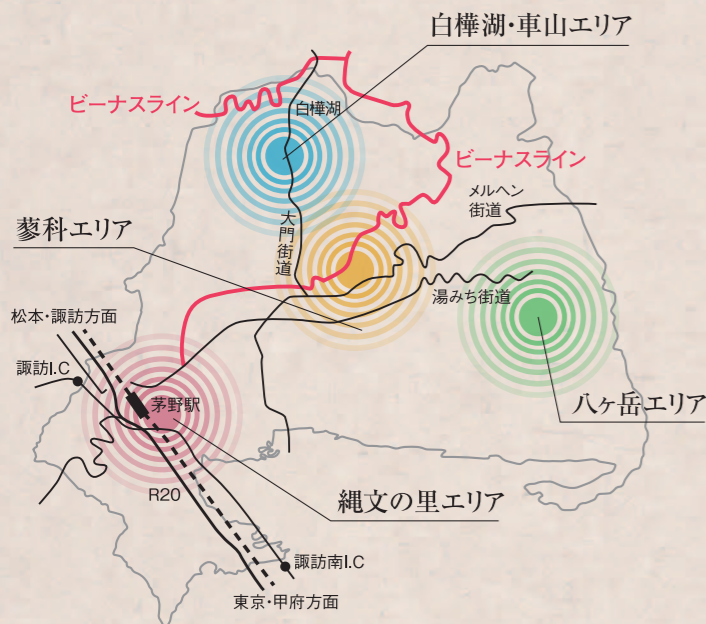 白樺湖・車山エリア
ビーナスライン
白樺湖
ビーナスライン
メルヘン
街道
大門街道
蓼科エリア
湯みち街道
松本・諏訪方面
諏訪I.C
茅野駅
八ヶ岳エリア
R20
縄文の里エリア
諏訪南I.C
東京・甲府方面